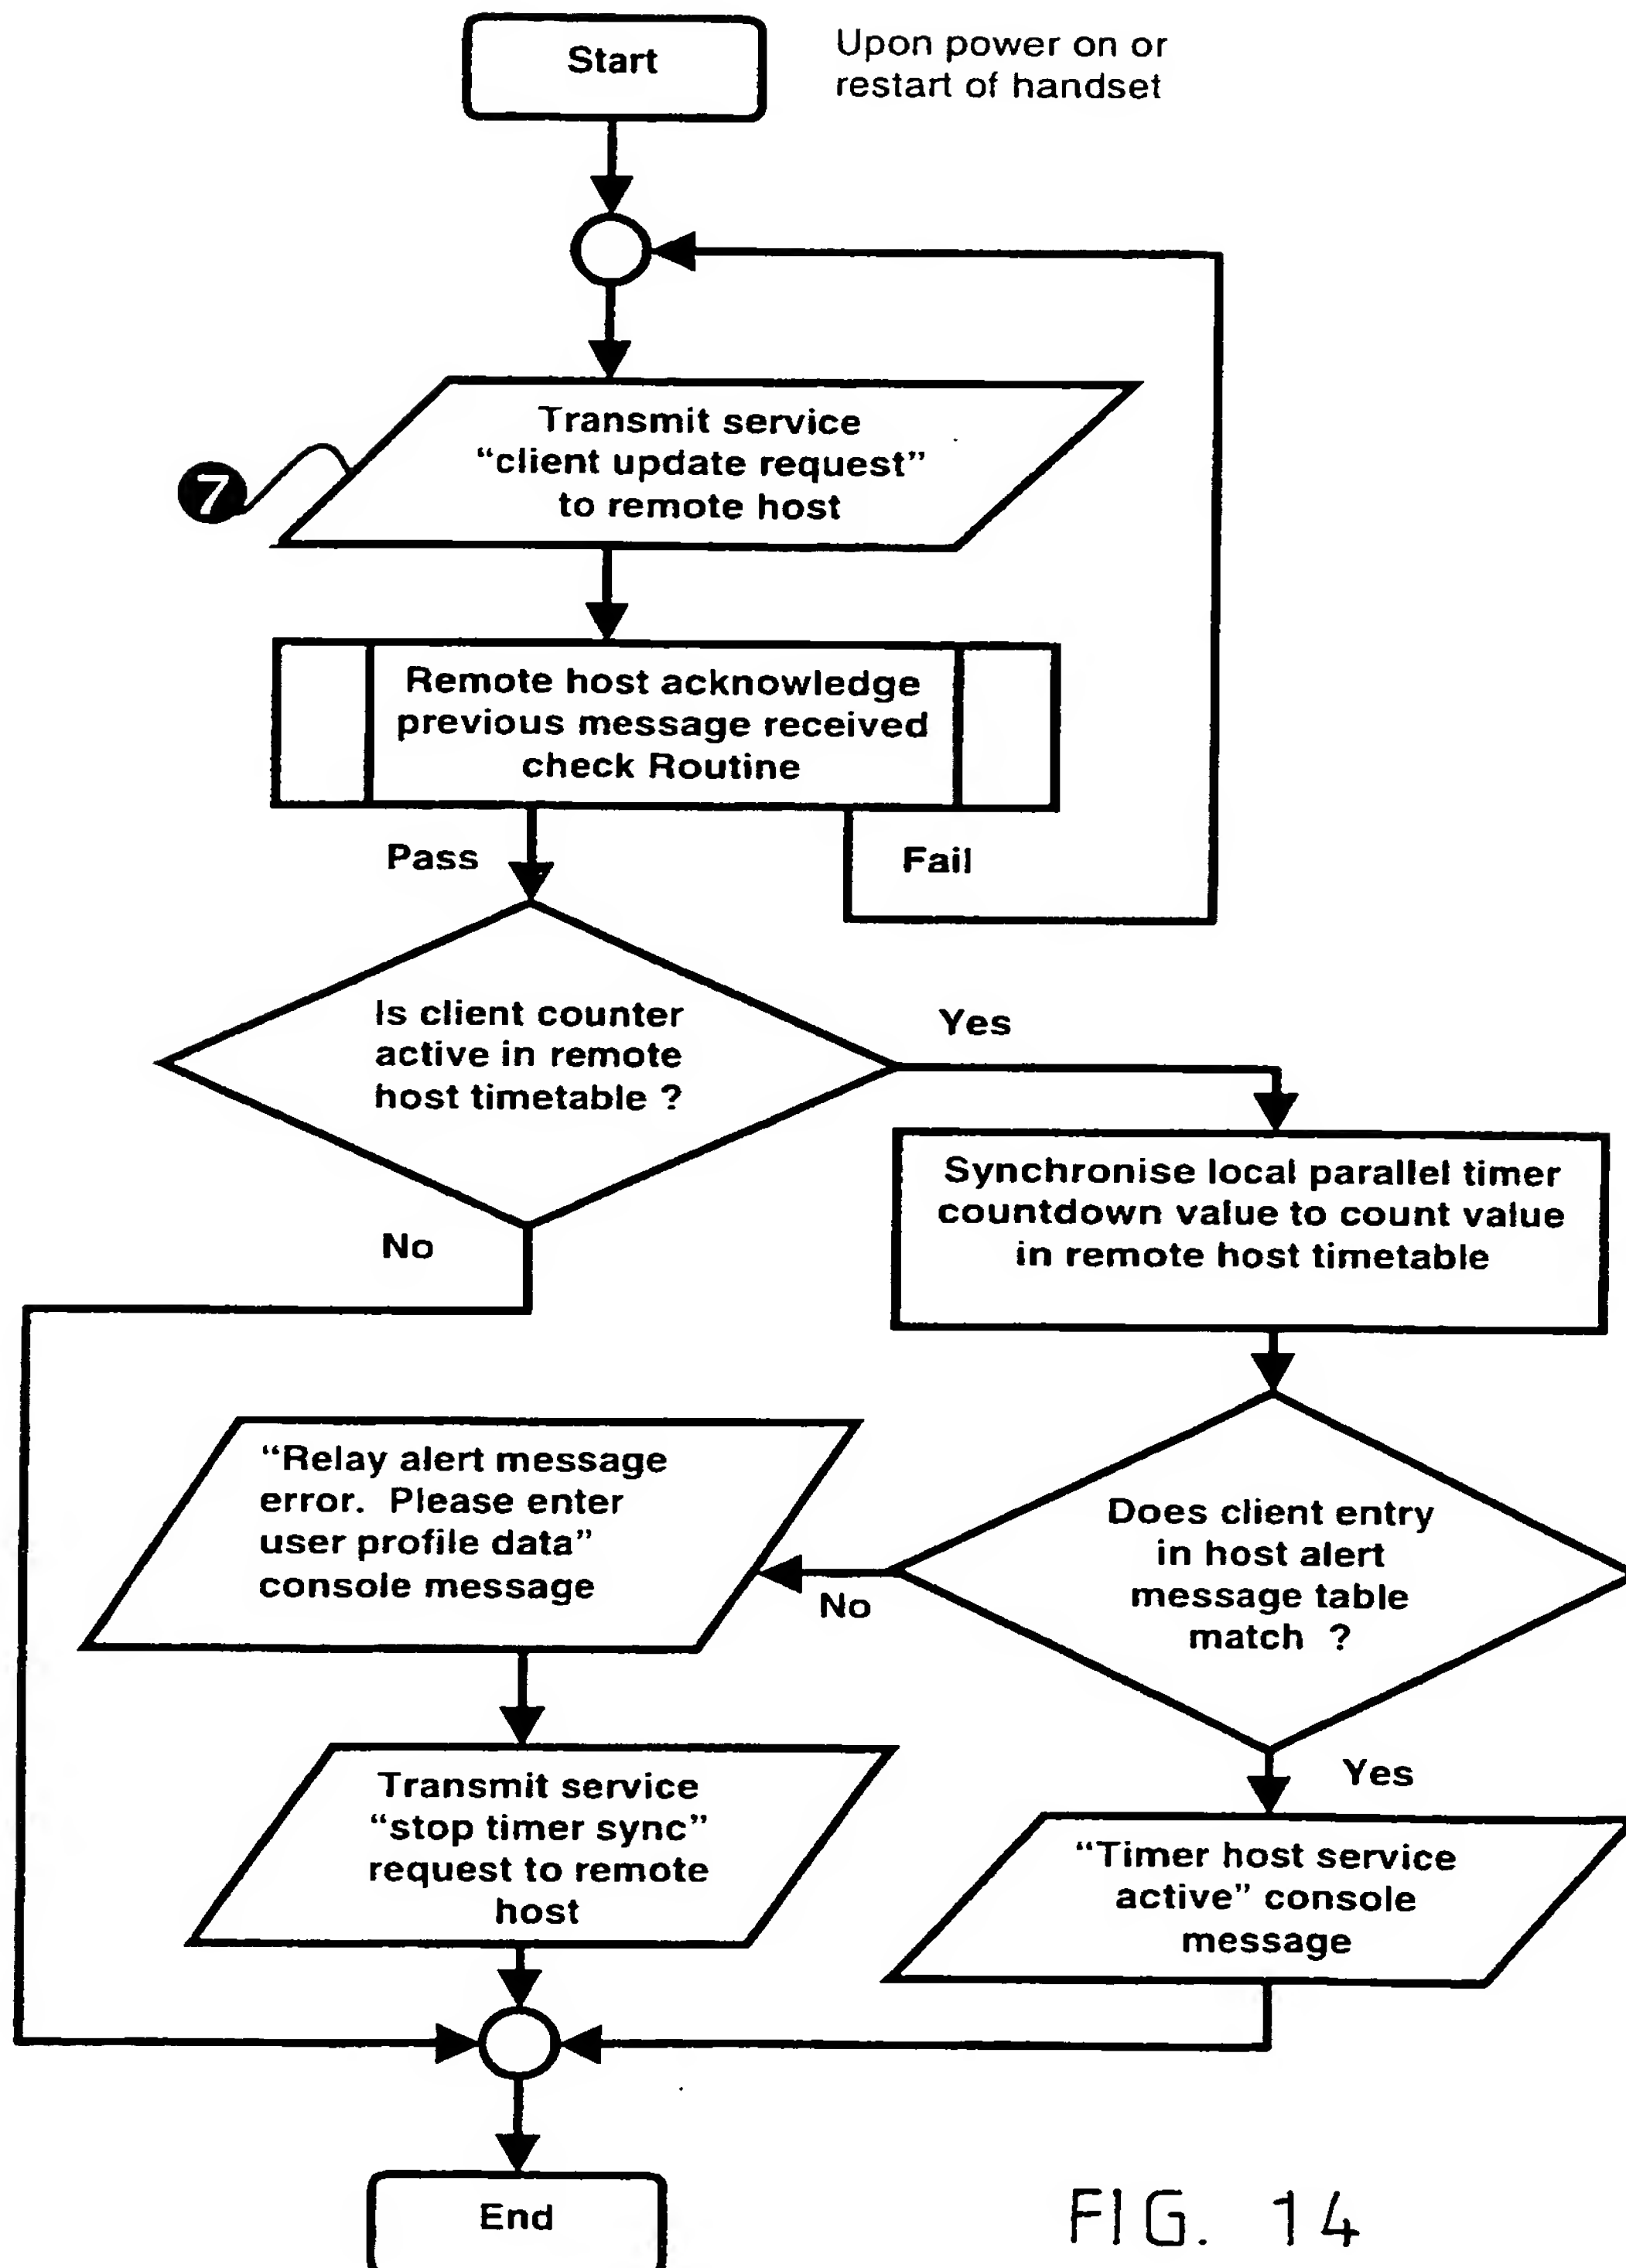 Start
Upon power on or
restart of handset
Transmit service
“client update request”
to remote host
7
Remote host acknowledge
previous message received
check Routine
Pass
Fail
Is client counter
active in remote
host timetable ?
Yes
No
Synchronise local parallel timer
countdown value to count value
in remote host timetable
“Relay alert message
error. Please enter
user profile data”
console message
Does client entry
in host alert
message table
match ?
No
Yes
Transmit service
“stop timer sync”
request to remote
host
“Timer host service
active” console
message
End
FIG. 14